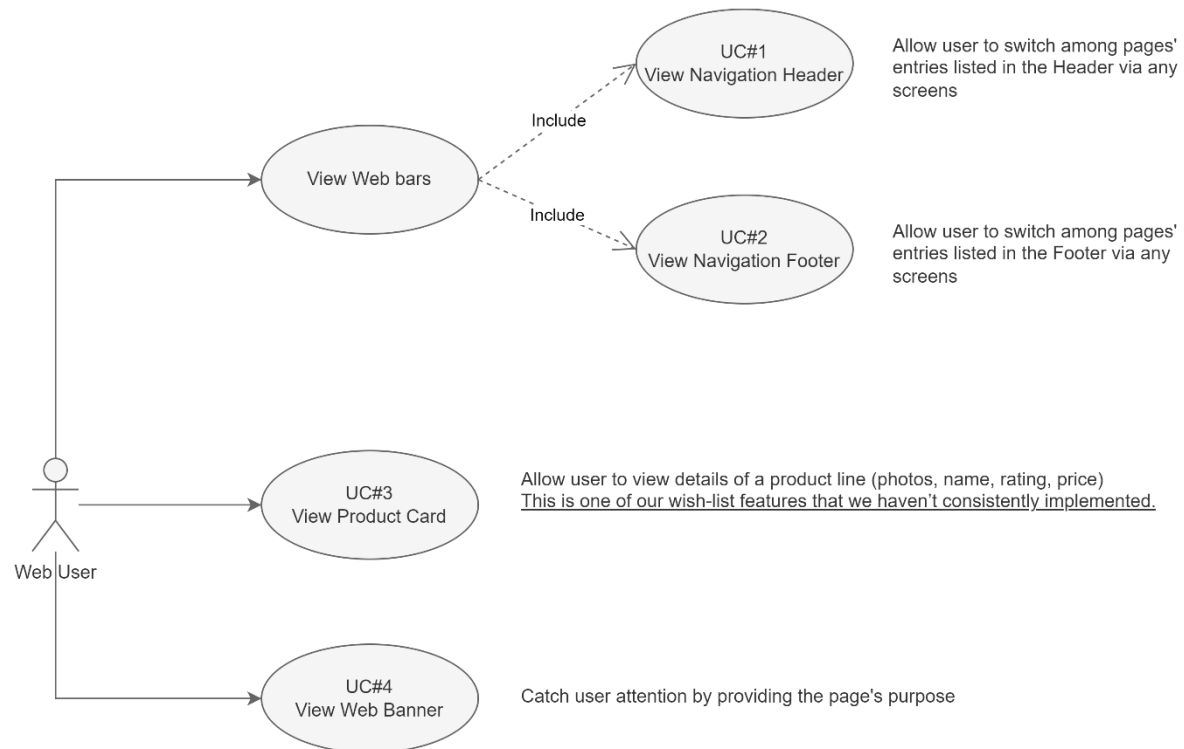 UC#1
View Navigation Header
Allow user to switch among pages'
entries listed in the Header via any
screens
Include
View Web bars
Include
UC#2
View Navigation Footer
Allow user to switch among pages'
entries listed in the Footer via any
screens
UC#3
View Product Card
Allow user to view details of a product line (photos, name, rating, price)
This is one of our wish-list features that we haven’t consistently implemented.
Web User
UC#4
View Web Banner
Catch user attention by providing the page's purpose